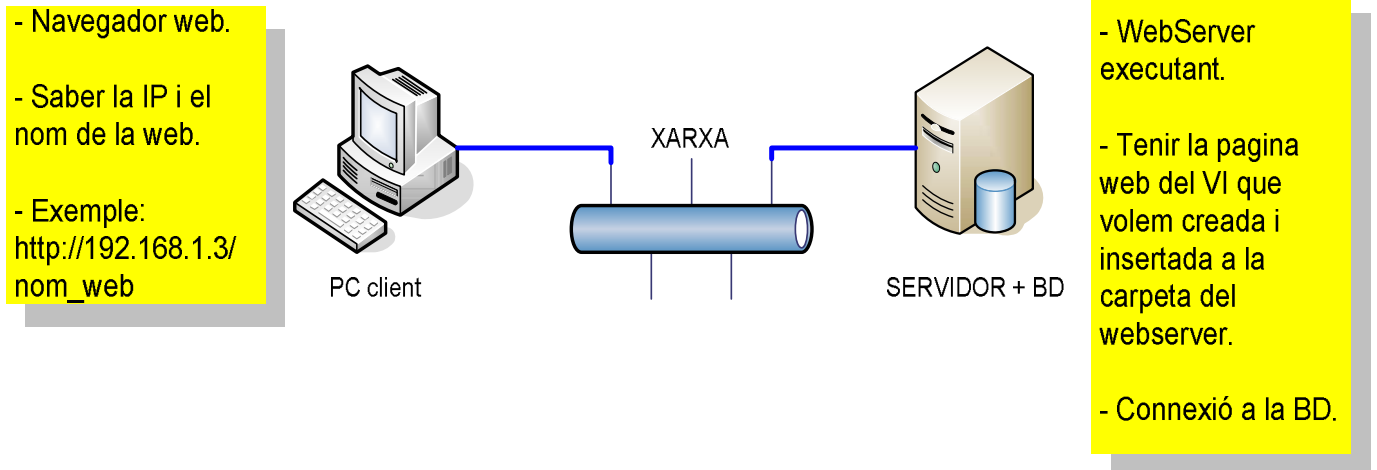 - Navegador web.
- Saber la IP i el
nom de la web.
- Exemple:
http://192.168.1.3/
nom_web
XARXA
PC client
SERVIDOR + BD
- WebServer
executant.
- Tenir la pagina
web del VI que
volem creada i
insertada a la
carpeta del
webserver.
- Connexió a la BD.